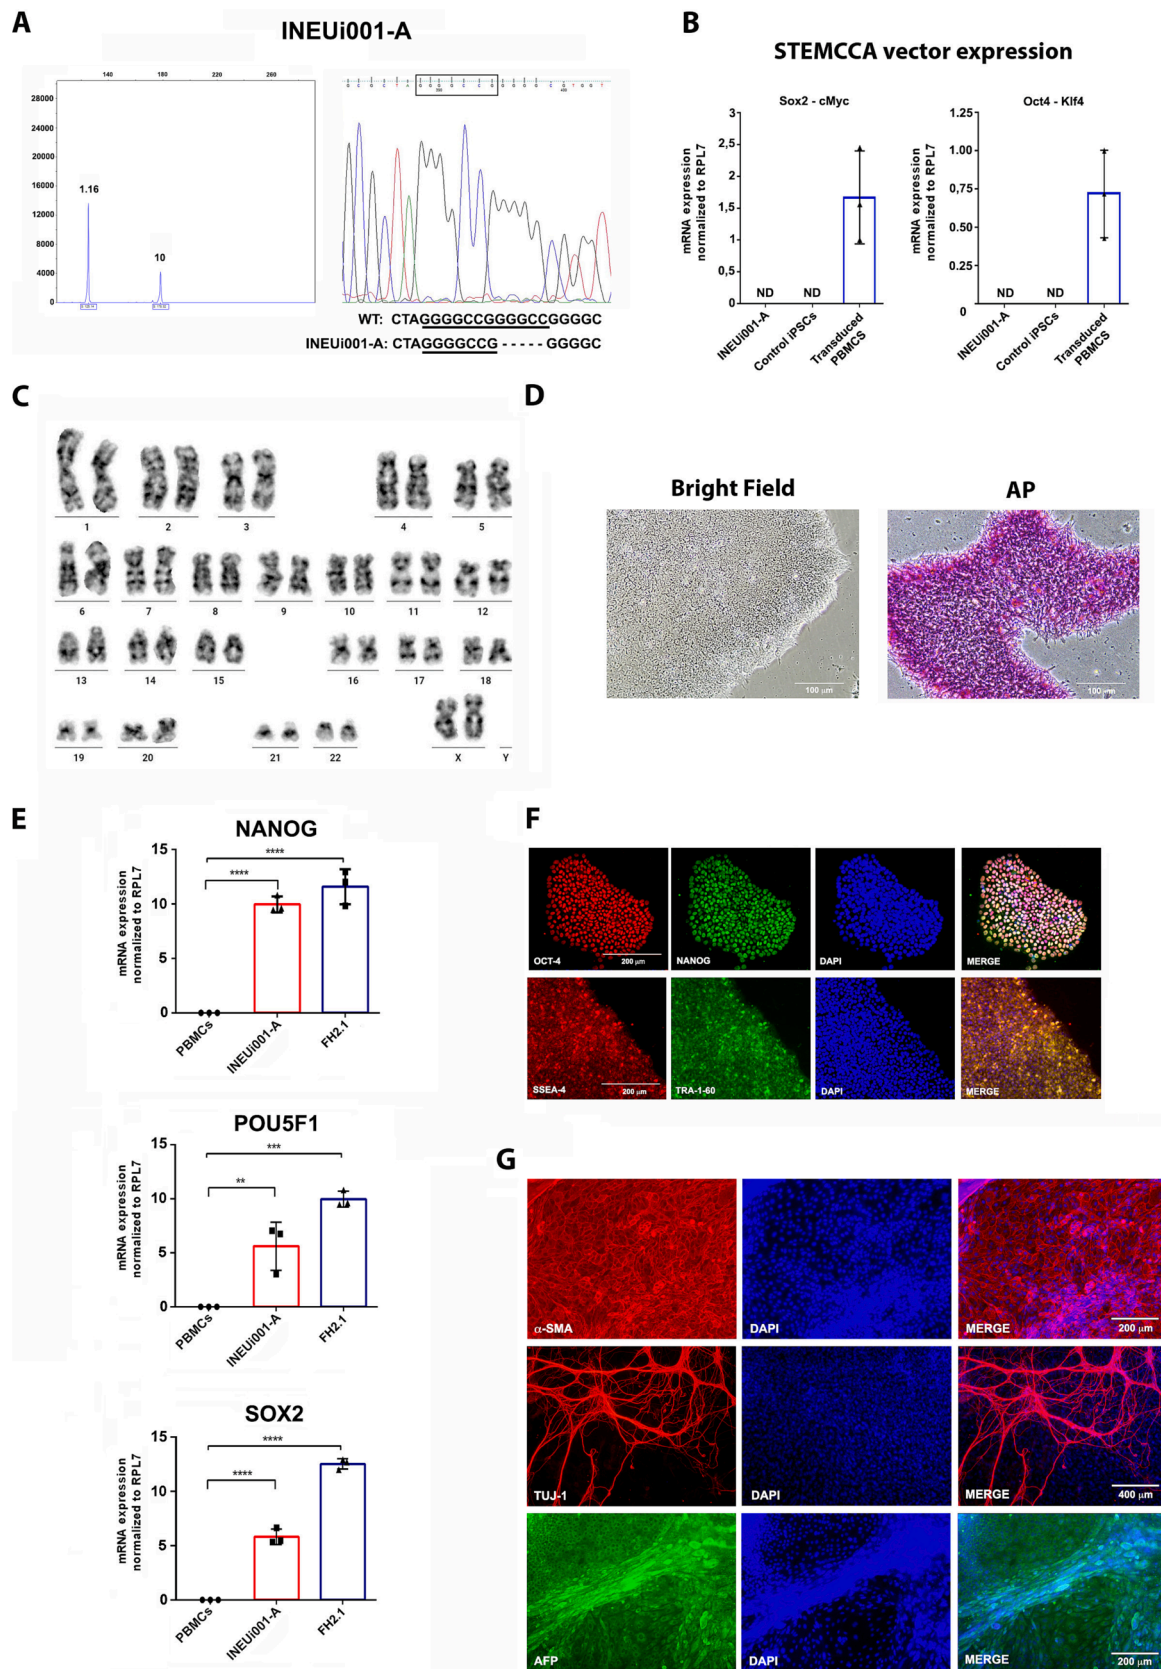 A
INEUi001-A
140 180 220 260
28000
24000
20000
16000
12000
8000
4000
0
1.16
10
WT: CTAGGGGCCGGGGCCGGGGC
INEUi001-A: CTAGGGGCCG-----GGGGC
B
STEMCCA vector expression
Sox2 - cMyc
mRNA expression
normalized to RPL7
3
2,5
2
1,5
1
0,5
0
ND
ND
INEUi001-A
Control iPSCs
Transduced
PBMCS
Oct4 - Klf4
mRNA expression
normalized to RPL7
1.00
0.75
0.50
0.25
0
1.25
ND
ND
INEUi001-A
Control iPSCs
Transduced
PBMCS
C
1 2 3 4 5
6 7 8 9 10 11 12
13 14 15 16 17 18
19 20 21 22 X Y
D
Bright Field
100 µm
AP
100 µm
E
NANOG
mRNA expression
normalized to RPL7
15
10
5
0
****
****
PBMCs
INEUi001-A
FH2.1
POU5F1
mRNA expression
normalized to RPL7
15
10
5
0
***
**
PBMCs
INEUi001-A
FH2.1
SOX2
mRNA expression
normalized to RPL7
15
10
5
0
****
****
PBMCs
INEUi001-A
FH2.1
F
OCT-4
200 µm
NANOG
DAPI
MERGE
SSEA-4
200 µm
TRA-1-60
DAPI
MERGE
G
α-SMA
DAPI
MERGE
200 µm
TUJ-1
DAPI
MERGE
400 µm
AFP
DAPI
MERGE
200 µm